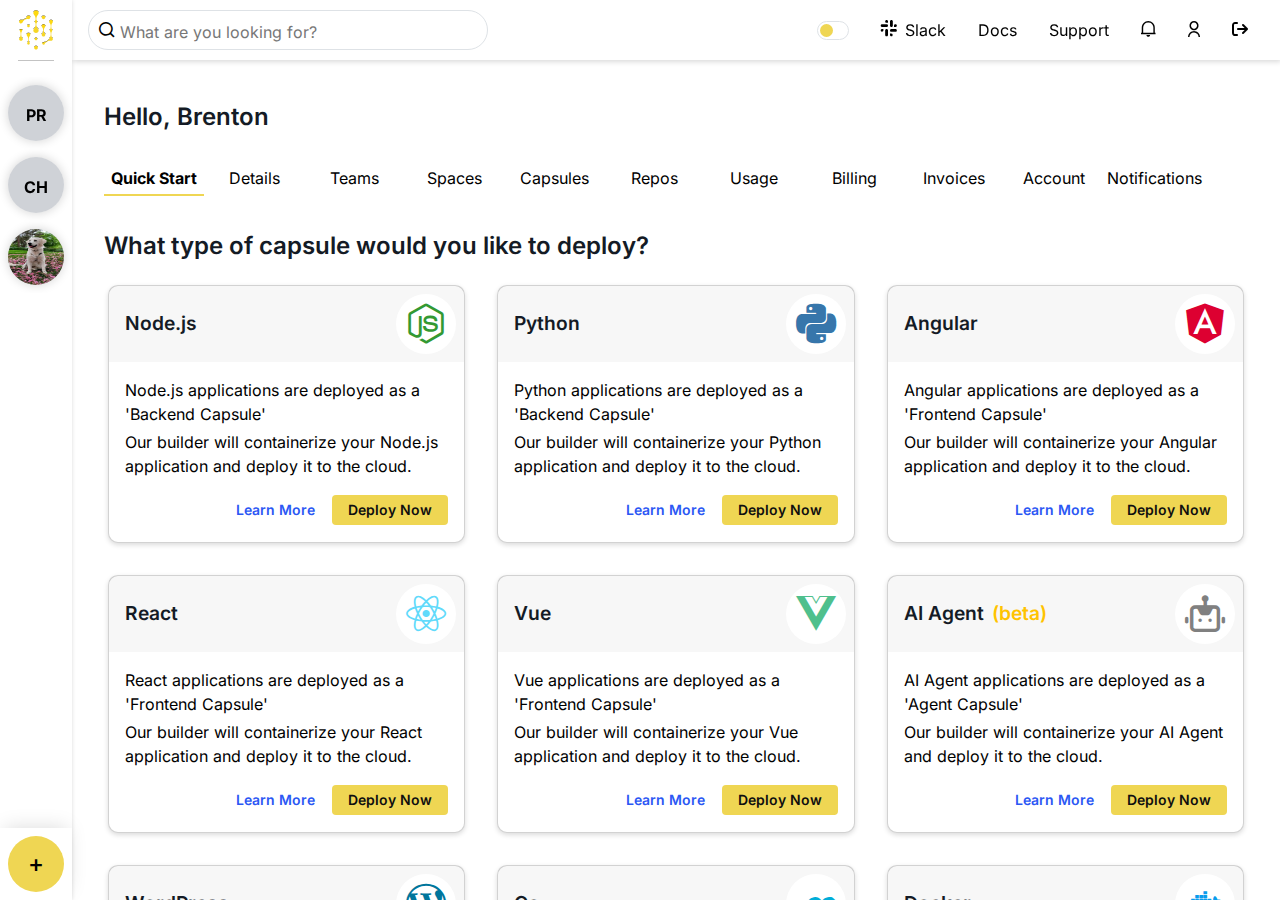 What are you looking for?
Slack
Docs
Support
PR
CH
+
Hello, Brenton
Quick Start
Details
Teams
Spaces
Capsules
Repos
Usage
Billing
Invoices
Account
Notifications
What type of capsule would you like to deploy?
Node.js
JS
Node.js applications are deployed as a
'Backend Capsule'
Our builder will containerize your Node.js
application and deploy it to the cloud.
Learn More
Deploy Now
Python
Python applications are deployed as a
'Backend Capsule'
Our builder will containerize your Python
application and deploy it to the cloud.
Learn More
Deploy Now
Angular
A
Angular applications are deployed as a
'Frontend Capsule'
Our builder will containerize your Angular
application and deploy it to the cloud.
Learn More
Deploy Now
React
React applications are deployed as a
'Frontend Capsule'
Our builder will containerize your React
application and deploy it to the cloud.
Learn More
Deploy Now
Vue
Vue applications are deployed as a
'Frontend Capsule'
Our builder will containerize your Vue
application and deploy it to the cloud.
Learn More
Deploy Now
AI Agent (beta)
AI Agent applications are deployed as a
'Agent Capsule'
Our builder will containerize your AI Agent
and deploy it to the cloud.
Learn More
Deploy Now
WordPress
Go
Docker